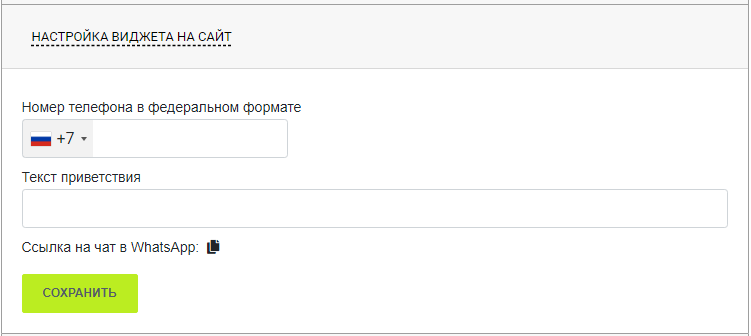 НАСТРОЙКА ВИДЖЕТА НА САЙТ
Номер телефона в федеральном формате
+7
Текст приветствия
Ссылка на чат в WhatsApp:
СОХРАНИТЬ